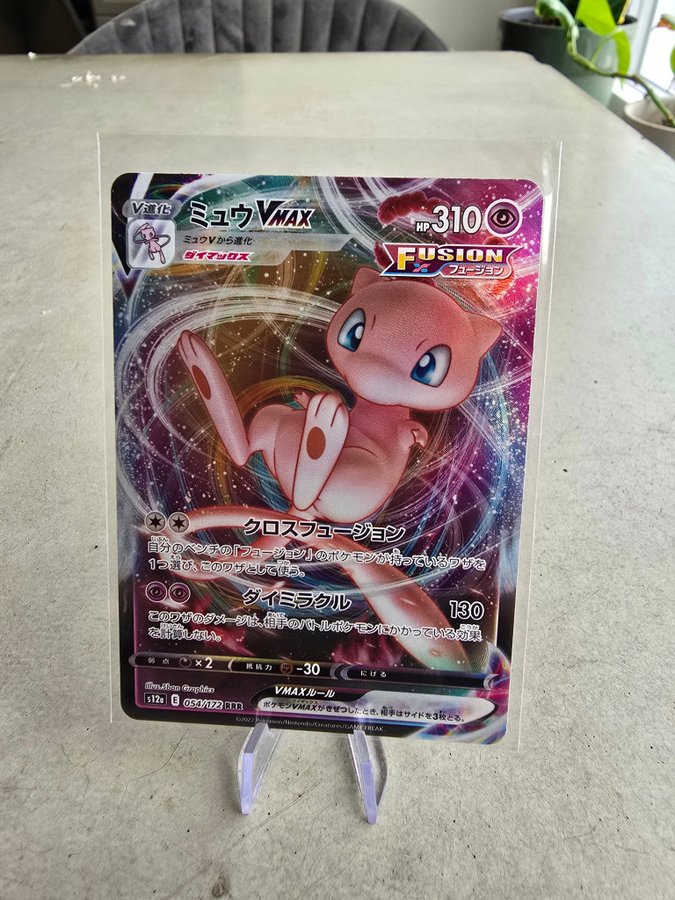 V進化
ミュウVMAX
HP 310
ミュウVから進化
ダイマックス
FUSION
フュージョン
クロスフュージョン
自分のベンチの「フュージョン」のポケモンが持っているワザを
1つ選び、このワザとして使う。
ダイミラクル 130
このワザのダメージは、相手のバトルポケモンにかかっている効果
を計算しない。
弱点 ×2 抵抗力 -30 にげる
Illus. Shan Graphics
VMAXルール
s12a E 054/172 RRR
ポケモンVMAXがきぜつしたとき、相手はサイドを3枚とる。
©2022 Pokémon/Nintendo/Creatures/GAME FREAK.